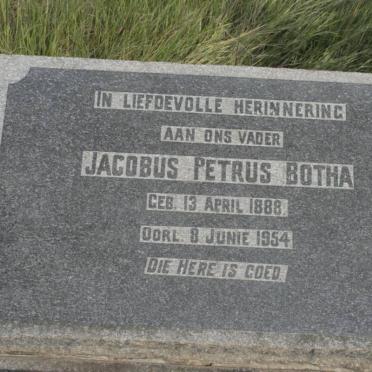 IN LIEFDEVOLLE HERINNERING
AAN ONS VADER
JACOBUS PETRUS BOTHA
GEB. 13 APRIL 1888.
OORL. 8 JUNIE 1954
DIE HERE IS GOED.